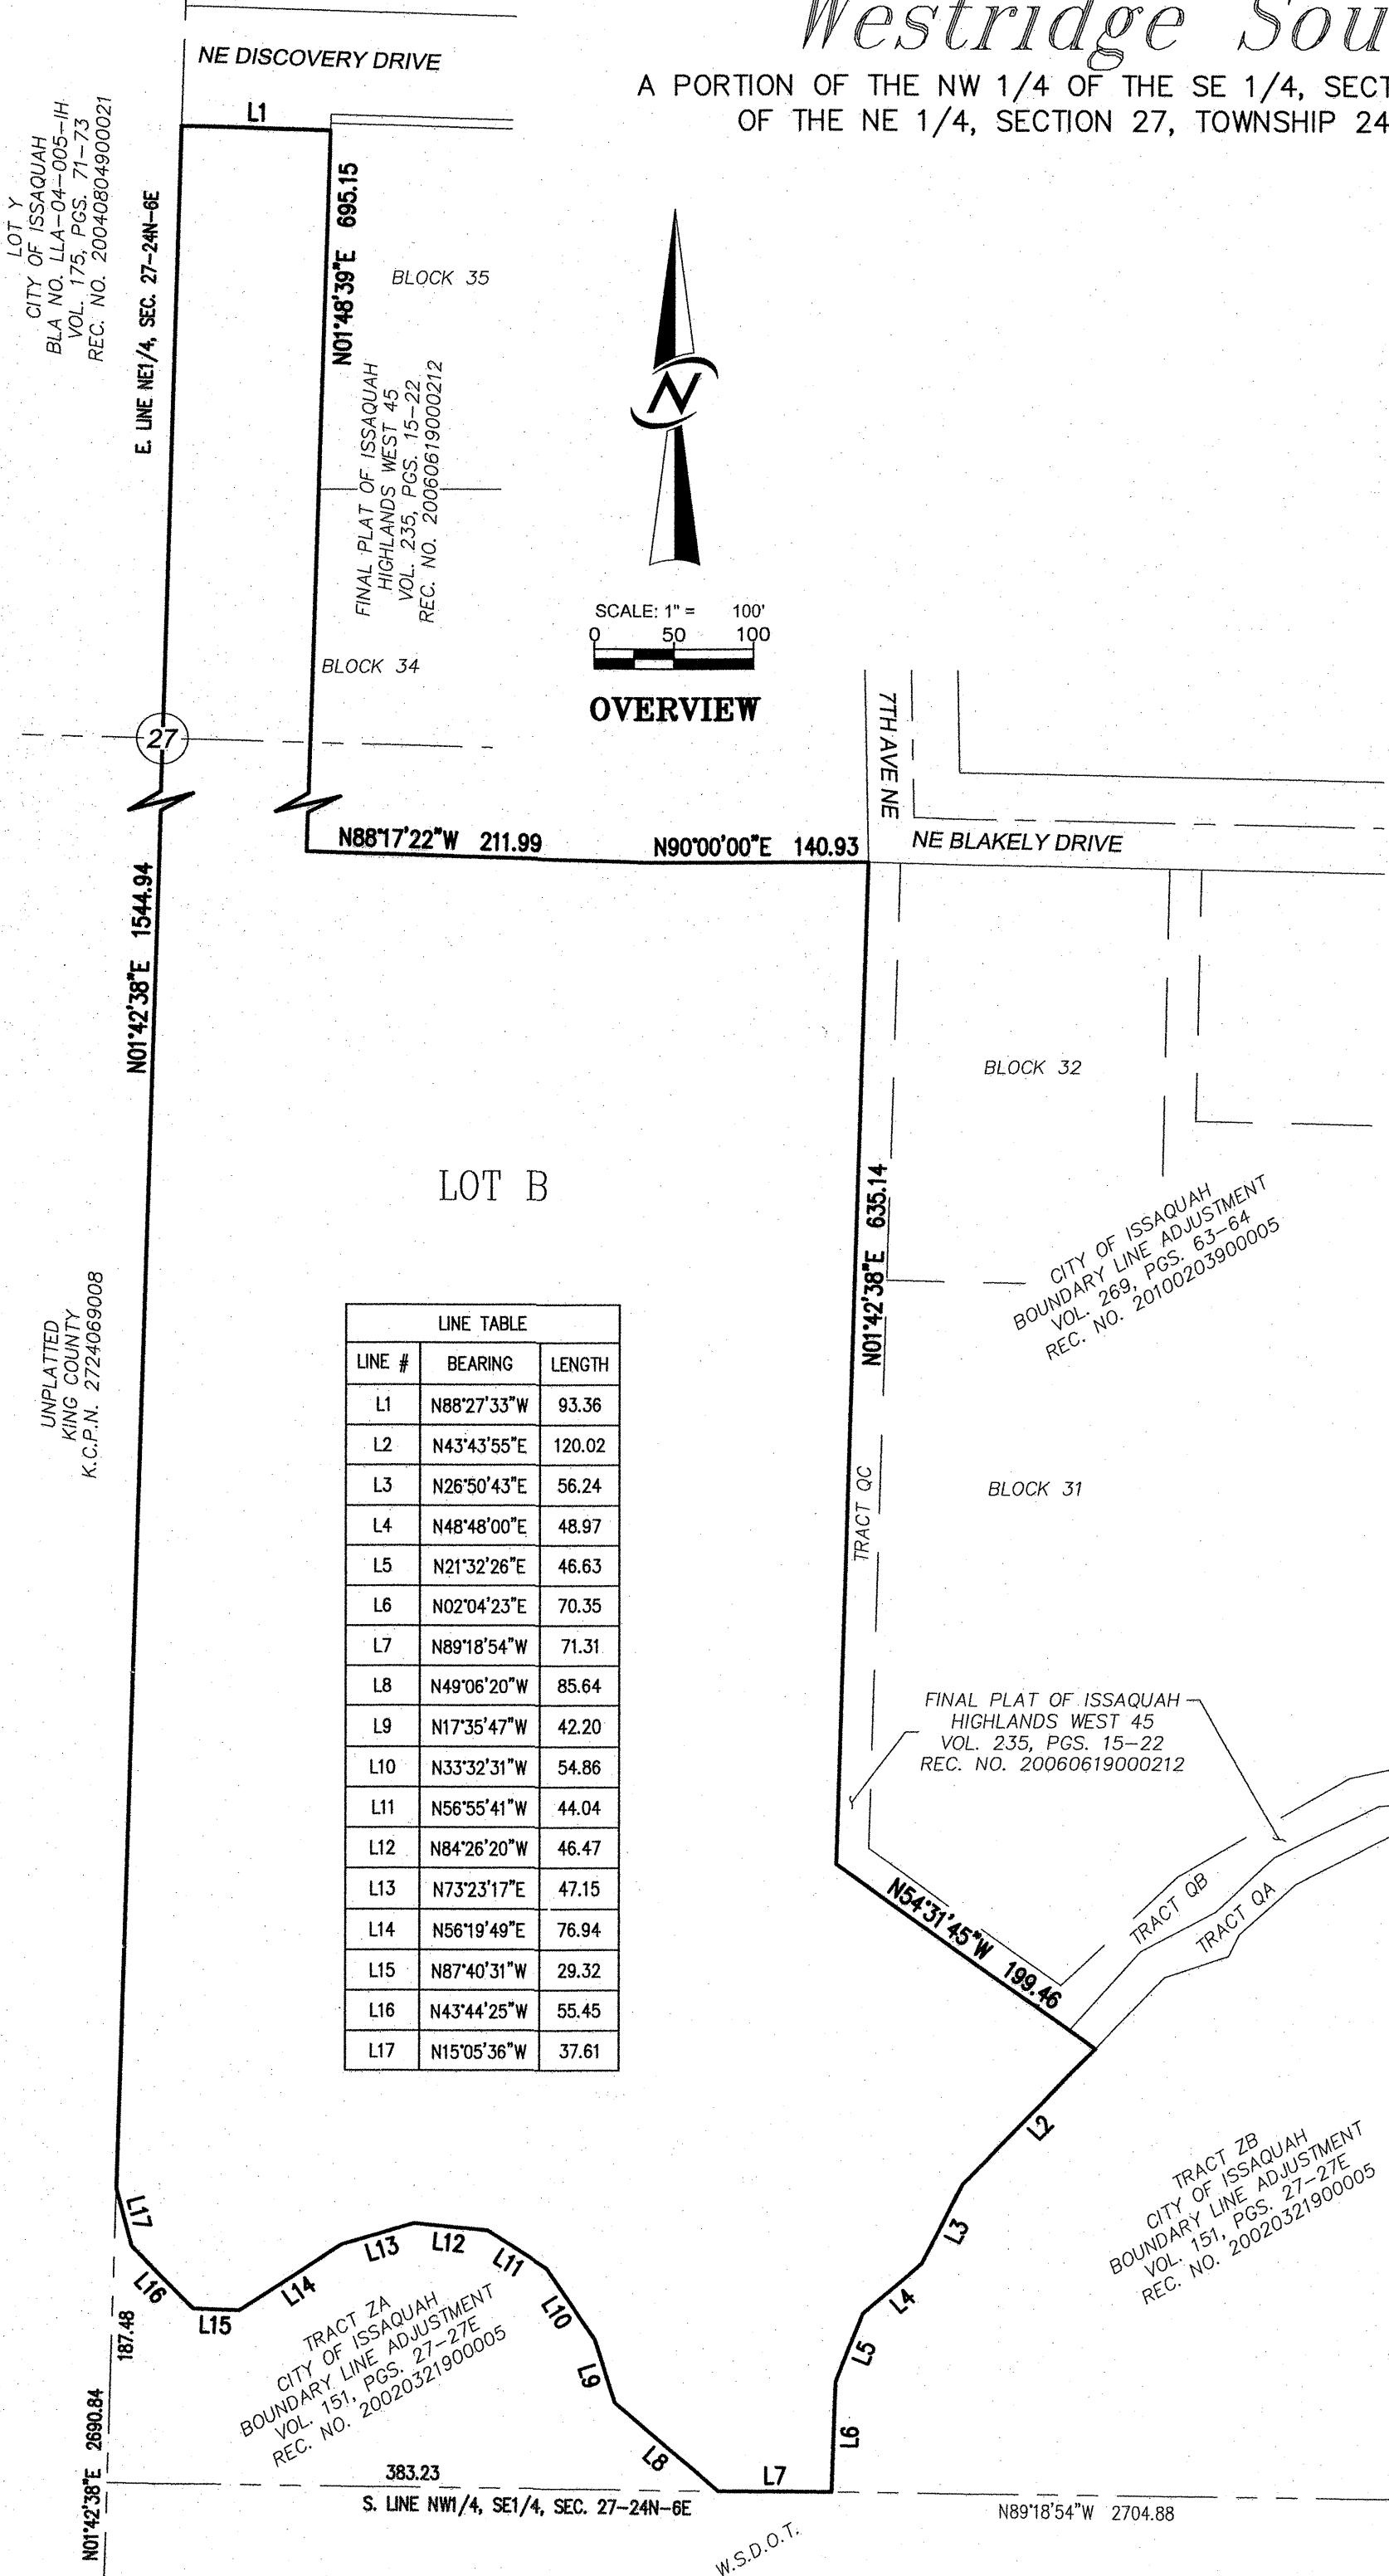 Westridge Sou
A PORTION OF THE NW 1/4 OF THE SE 1/4, SECT
OF THE NE 1/4, SECTION 27, TOWNSHIP 24
NE DISCOVERY DRIVE
L1
LOT Y
CITY OF ISSAQUAH
BLA NO. LLA-04-005-IH
VOL. 175, PGS. 71-73
REC. NO. 20040804900021
E. LINE NE1/4, SEC. 27-24N-6E
N01°48'39"E 695.15
BLOCK 35
FINAL PLAT OF ISSAQUAH
HIGHLANDS WEST 45
VOL. 235, PGS. 15-22
REC. NO. 20060619000212
N
SCALE: 1" = 100'
0 50 100
OVERVIEW
BLOCK 34
27
7TH AVE NE
N88°17'22"W 211.99
N90°00'00"E 140.93
NE BLAKELY DRIVE
N01°42'38"E 1544.94
BLOCK 32
LOT B
N01°42'38"E 635.14
CITY OF ISSAQUAH
BOUNDARY LINE ADJUSTMENT
VOL. 269, PGS. 63-64
REC. NO. 20100203900005
UNPLATTED
KING COUNTY
K.C.P.N. 2724069008
LINE TABLE
LINE # BEARING LENGTH
L1 N88°27'33"W 93.36
L2 N43°43'55"E 120.02
L3 N26°50'43"E 56.24
L4 N48°48'00"E 48.97
L5 N21°32'26"E 46.63
L6 N02°04'23"E 70.35
L7 N89°18'54"W 71.31
L8 N49°06'20"W 85.64
L9 N17°35'47"W 42.20
L10 N33°32'31"W 54.86
L11 N56°55'41"W 44.04
L12 N84°26'20"W 46.47
L13 N73°23'17"E 47.15
L14 N56°19'49"E 76.94
L15 N87°40'31"W 29.32
L16 N43°44'25"W 55.45
L17 N15°05'36"W 37.61
TRACT QC
BLOCK 31
FINAL PLAT OF ISSAQUAH
HIGHLANDS WEST 45
VOL. 235, PGS. 15-22
REC. NO. 20060619000212
N54°31'45"W 199.46
TRACT QB
TRACT QA
L2
TRACT ZB
CITY OF ISSAQUAH
BOUNDARY LINE ADJUSTMENT
VOL. 151, PGS. 27-27E
REC. NO. 20020321900005
L3
L4
L5
L6
L7
L8
L9
L10
L11
L12
L13
L14
L15
L16
L17
TRACT ZA
CITY OF ISSAQUAH
BOUNDARY LINE ADJUSTMENT
VOL. 151, PGS. 27-27E
REC. NO. 20020321900005
187.48
N01°42'38"E 2690.84
383.23
S. LINE NW1/4, SE1/4, SEC. 27-24N-6E
N89°18'54"W 2704.88
W.S.D.O.T.